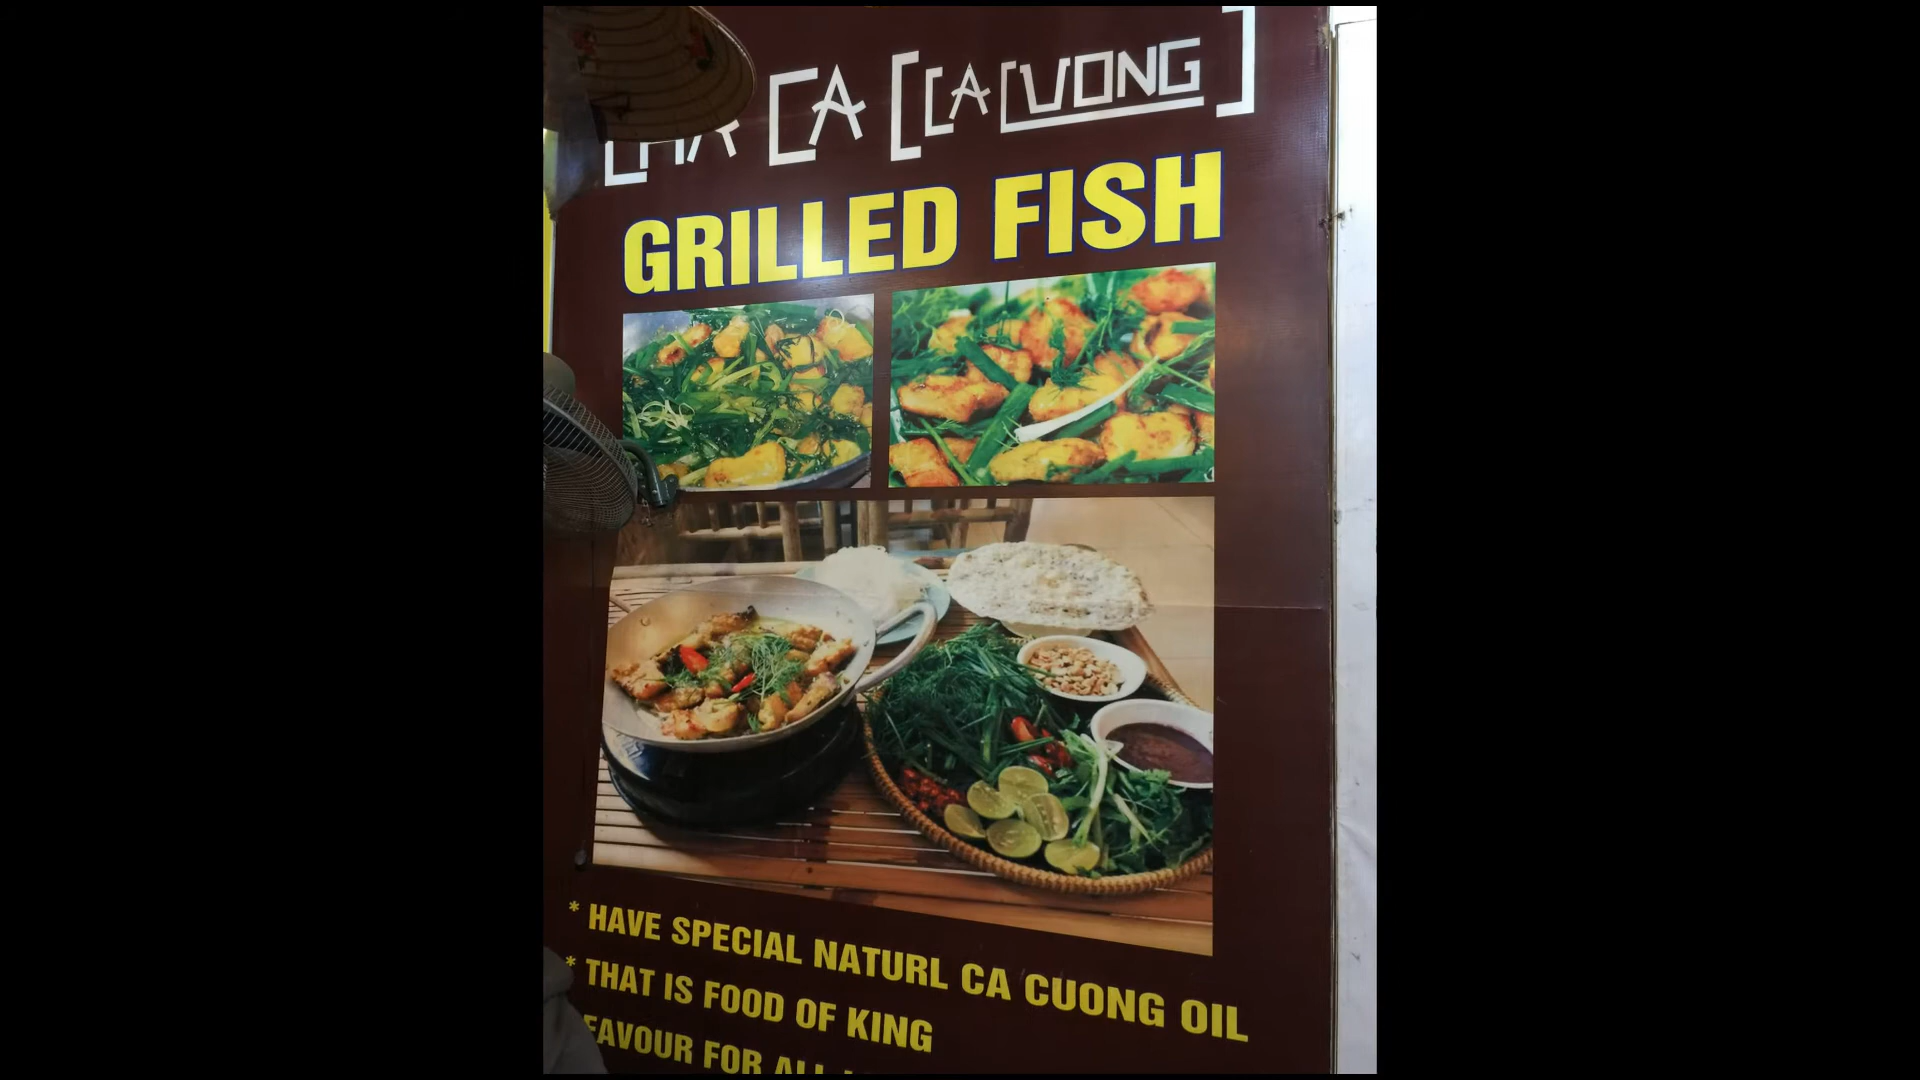 CA [CA CUONG]
GRILLED FISH
* HAVE SPECIAL NATURL CA CUONG OIL
* THAT IS FOOD OF KING
FAVOUR FOR ALL